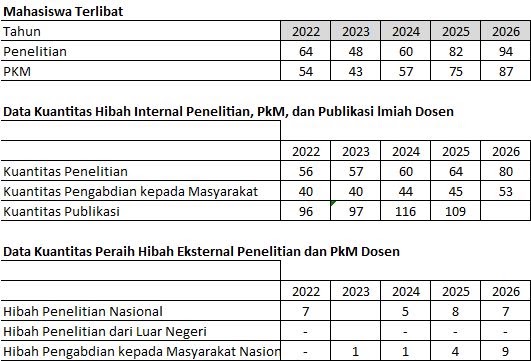 Mahasiswa Terlibat
Tahun 2022 2023 2024 2025 2026
Penelitian 64 48 60 82 94
PKM 54 43 57 75 87
Data Kuantitas Hibah Internal Penelitian, PkM, dan Publikasi lmiah Dosen
2022 2023 2024 2025 2026
Kuantitas Penelitian 56 57 60 64 80
Kuantitas Pengabdian kepada Masyarakat 40 40 44 45 53
Kuantitas Publikasi 96 97 116 109
Data Kuantitas Peraih Hibah Eksternal Penelitian dan PkM Dosen
2022 2023 2024 2025 2026
Hibah Penelitian Nasional 7 5 8 7
Hibah Penelitian dari Luar Negeri - - - - -
Hibah Pengabdian kepada Masyarakat Nasion - 1 1 4 9